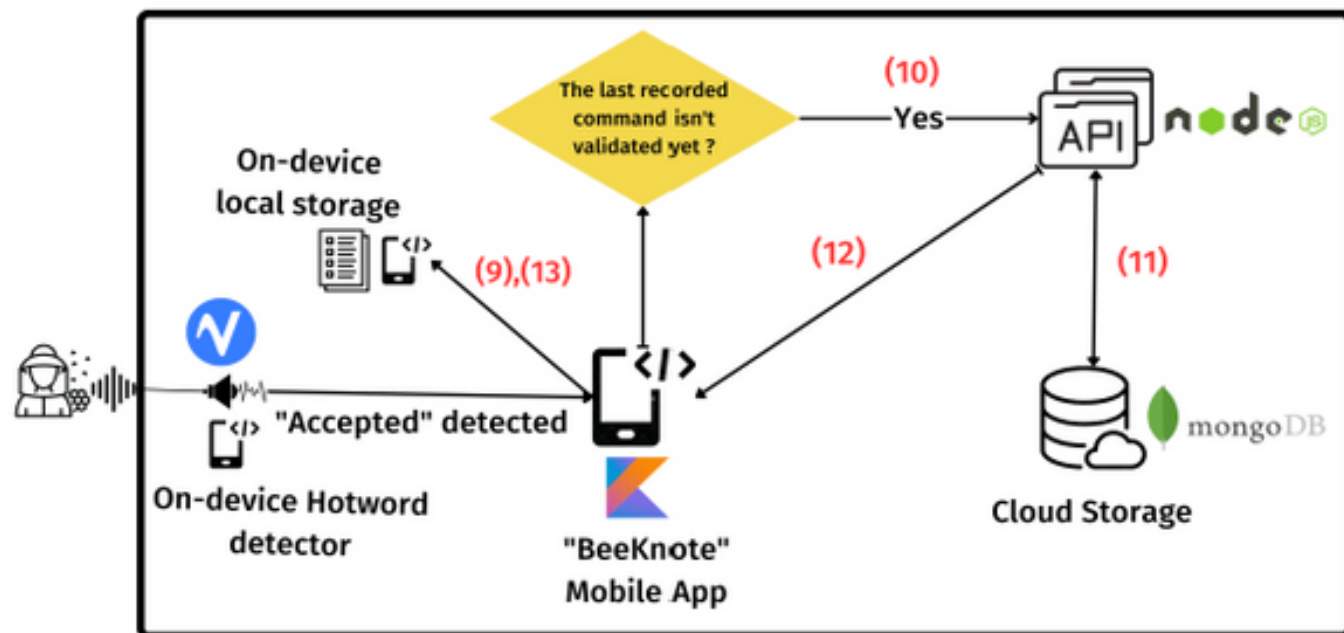 The last recorded
command isn't
validated yet ?
(10)
Yes
API
node
JS
On-device
local storage
</>
(9),(13)
(12)
(11)
</>
"Accepted" detected
</>
On-device Hotword
detector
"BeeKnote"
Mobile App
mongoDB
Cloud Storage